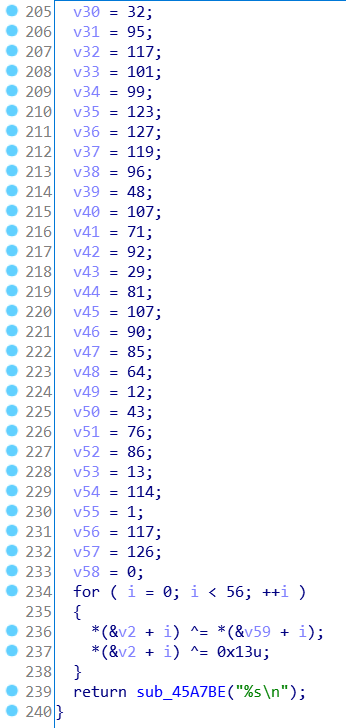 205 v30 = 32;
206 v31 = 95;
207 v32 = 117;
208 v33 = 101;
209 v34 = 99;
210 v35 = 123;
211 v36 = 127;
212 v37 = 119;
213 v38 = 96;
214 v39 = 48;
215 v40 = 107;
216 v41 = 71;
217 v42 = 92;
218 v43 = 29;
219 v44 = 81;
220 v45 = 107;
221 v46 = 90;
222 v47 = 85;
223 v48 = 64;
224 v49 = 12;
225 v50 = 43;
226 v51 = 76;
227 v52 = 86;
228 v53 = 13;
229 v54 = 114;
230 v55 = 1;
231 v56 = 117;
232 v57 = 126;
233 v58 = 0;
234 for ( i = 0; i < 56; ++i )
235 {
236 *(&v2 + i) ^= *(&v59 + i);
237 *(&v2 + i) ^= 0x13u;
238 }
239 return sub_45A7BE("%s\n");
240 }